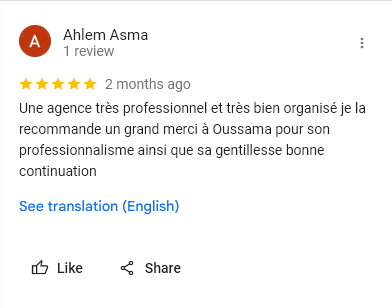 A
Ahlem Asma
1 review
2 months ago
Une agence très professionnel et très bien organisé je la
recommande un grand merci à Oussama pour son
professionnalisme ainsi que sa gentillesse bonne
continuation
See translation (English)
Like
Share